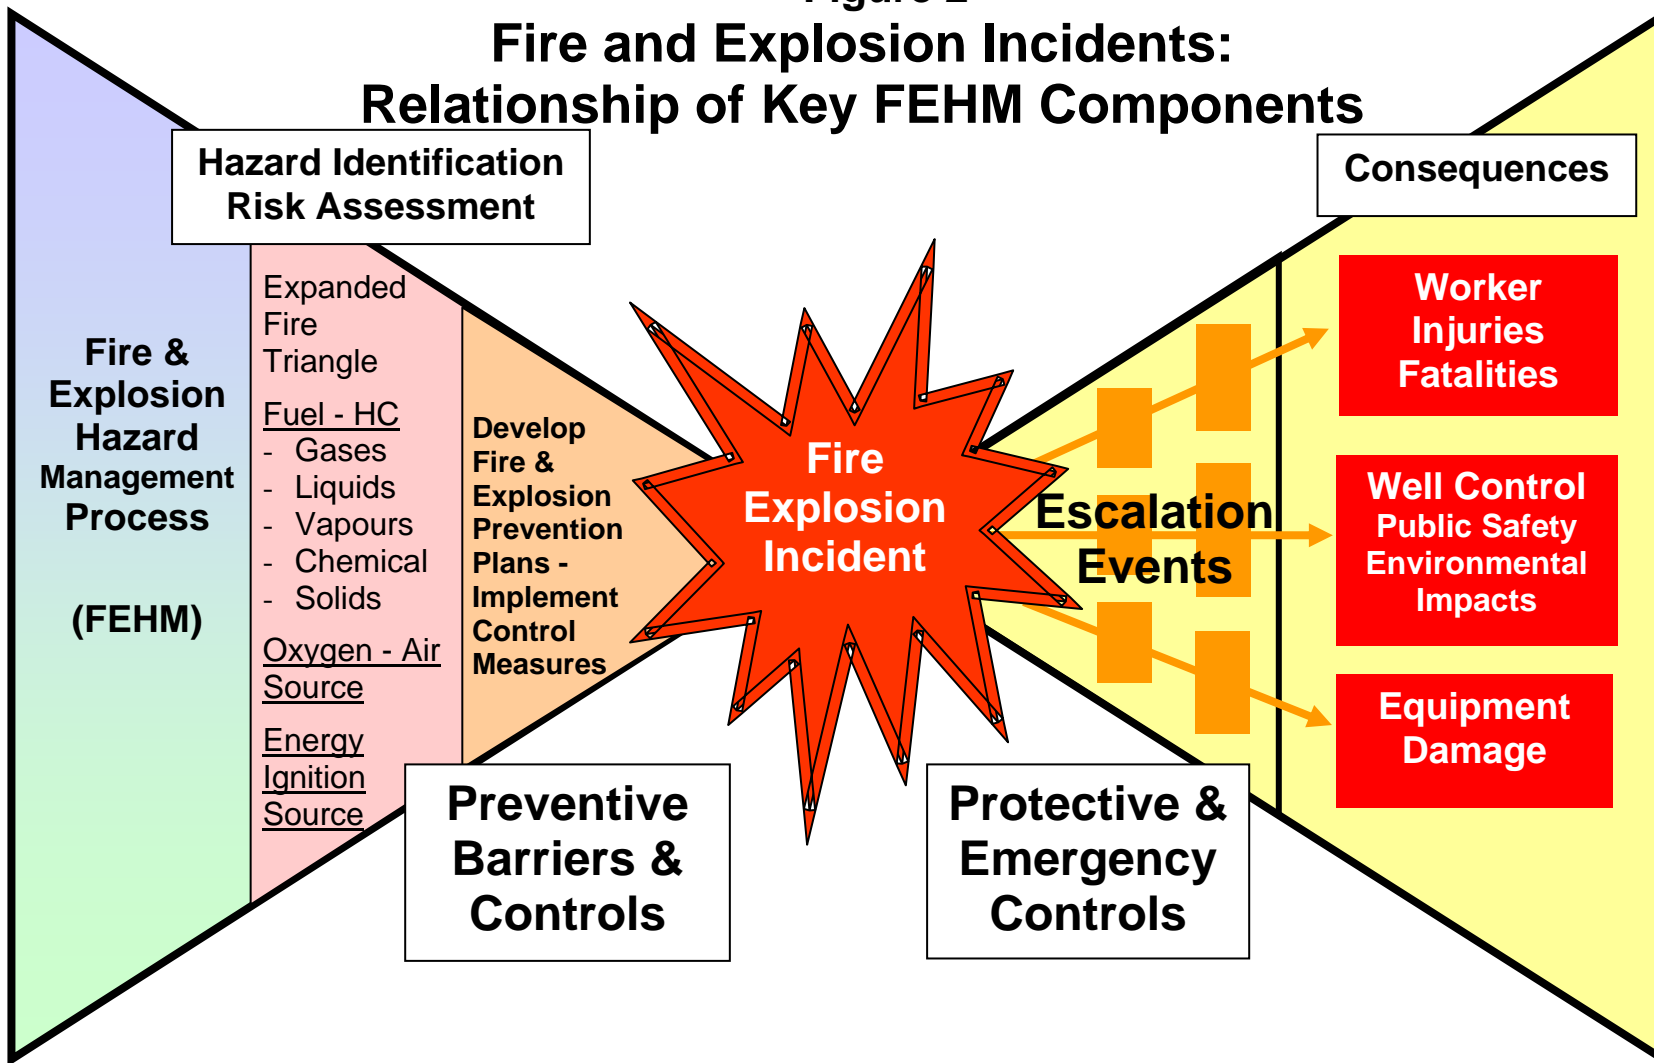 Figure 2
Fire and Explosion Incidents:
Relationship of Key FEHM Components
Hazard Identification
Risk Assessment
Consequences
Fire &
Explosion
Hazard
Management
Process
(FEHM)
Expanded
Fire
Triangle
Fuel - HC
- Gases
- Liquids
- Vapours
- Chemical
- Solids
Oxygen - Air
Source
Energy
Ignition
Source
Develop
Fire &
Explosion
Prevention
Plans -
Implement
Control
Measures
Fire
Explosion
Incident
Escalation
Events
Worker
Injuries
Fatalities
Well Control
Public Safety
Environmental
Impacts
Equipment
Damage
Preventive
Barriers &
Controls
Protective &
Emergency
Controls